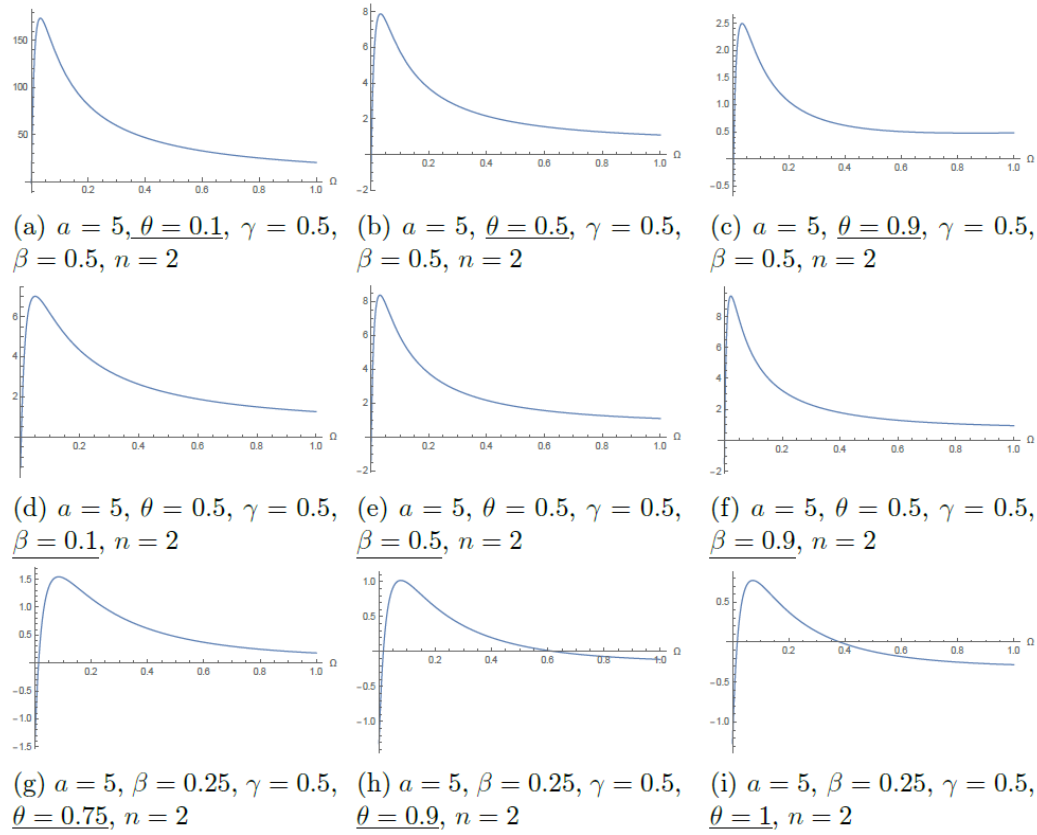 150
100
50
0.2 0.4 0.6 0.8 1.0 Ω
8
6
4
2
-2
0.2 0.4 0.6 0.8 1.0 Ω
2.5
2.0
1.5
1.0
0.5
-0.5
0.2 0.4 0.6 0.8 1.0 Ω
(a) a = 5, θ = 0.1, γ = 0.5,
β = 0.5, n = 2
(b) a = 5, θ = 0.5, γ = 0.5,
β = 0.5, n = 2
(c) a = 5, θ = 0.9, γ = 0.5,
β = 0.5, n = 2
6
4
2
0.2 0.4 0.6 0.8 1.0 Ω
8
6
4
2
-2
0.2 0.4 0.6 0.8 1.0 Ω
8
6
4
2
-2
0.2 0.4 0.6 0.8 1.0 Ω
(d) a = 5, θ = 0.5, γ = 0.5,
β = 0.1, n = 2
(e) a = 5, θ = 0.5, γ = 0.5,
β = 0.5, n = 2
(f) a = 5, θ = 0.5, γ = 0.5,
β = 0.9, n = 2
1.5
1.0
0.5
-0.5
-1.0
-1.5
0.2 0.4 0.6 0.8 1.0 Ω
1.0
0.5
-0.5
-1.0
0.2 0.4 0.6 0.8 1.0 Ω
0.5
-0.5
-1.0
0.2 0.4 0.6 0.8 1.0 Ω
(g) a = 5, β = 0.25, γ = 0.5,
θ = 0.75, n = 2
(h) a = 5, β = 0.25, γ = 0.5,
θ = 0.9, n = 2
(i) a = 5, β = 0.25, γ = 0.5,
θ = 1, n = 2